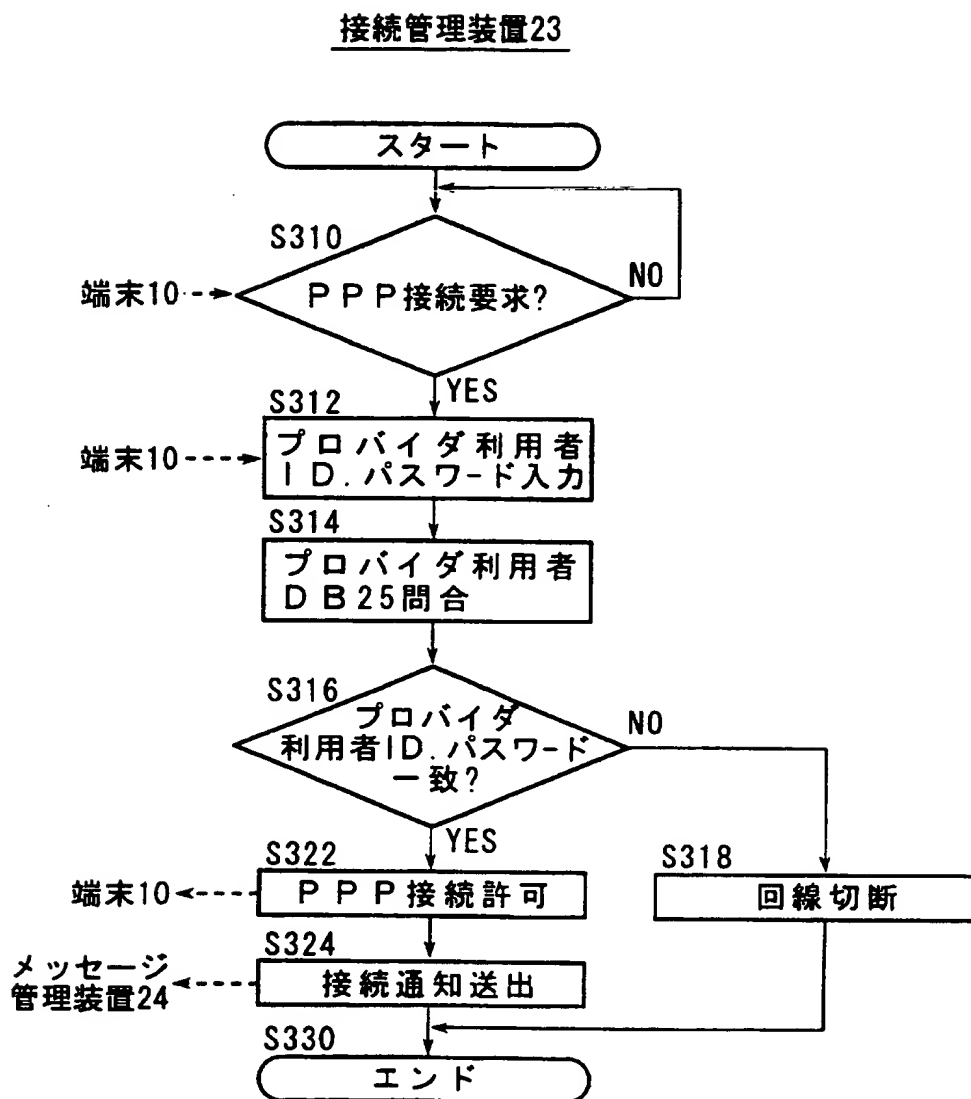 接続管理装置23
スタート
S310
端末10
PPP接続要求?
NO
YES
S312
端末10
プロバイダ利用者
ID.パスワード入力
S314
プロバイダ利用者
DB25問合
S316
プロバイダ
利用者ID.パスワード
一致?
NO
YES
S322
端末10
PPP接続許可
S318
回線切断
S324
メッセージ
管理装置24
接続通知送出
S330
エンド